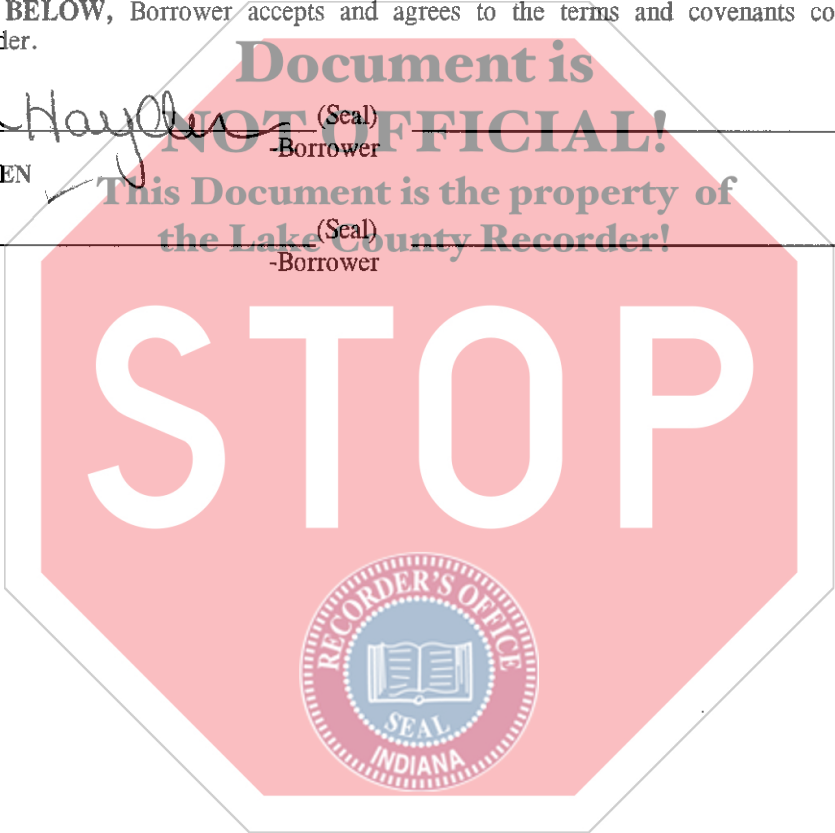 BELOW, Borrower accepts and agrees to the terms and covenants co
der.
Document is
(Seal)
NOT OFFICIAL!
-Borrower
EN
This Document is the property of
(Seal)
the Lake County Recorder!
-Borrower
STOP
RECORDER'S OFFICE
SEAL
INDIANA